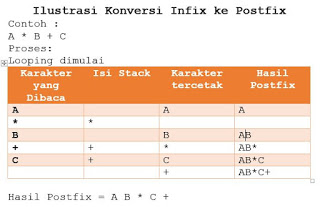 Ilustrasi Konversi Infix ke Postfix
Contoh :
A * B + C
Proses:
Looping dimulai
Karakter yang Dibaca Isi Stack Karakter tercetak Hasil Postfix
A A A
* *
B B AB
+ + * AB*
C + C AB*C
+ AB*C+
Hasil Postfix = A B * C +